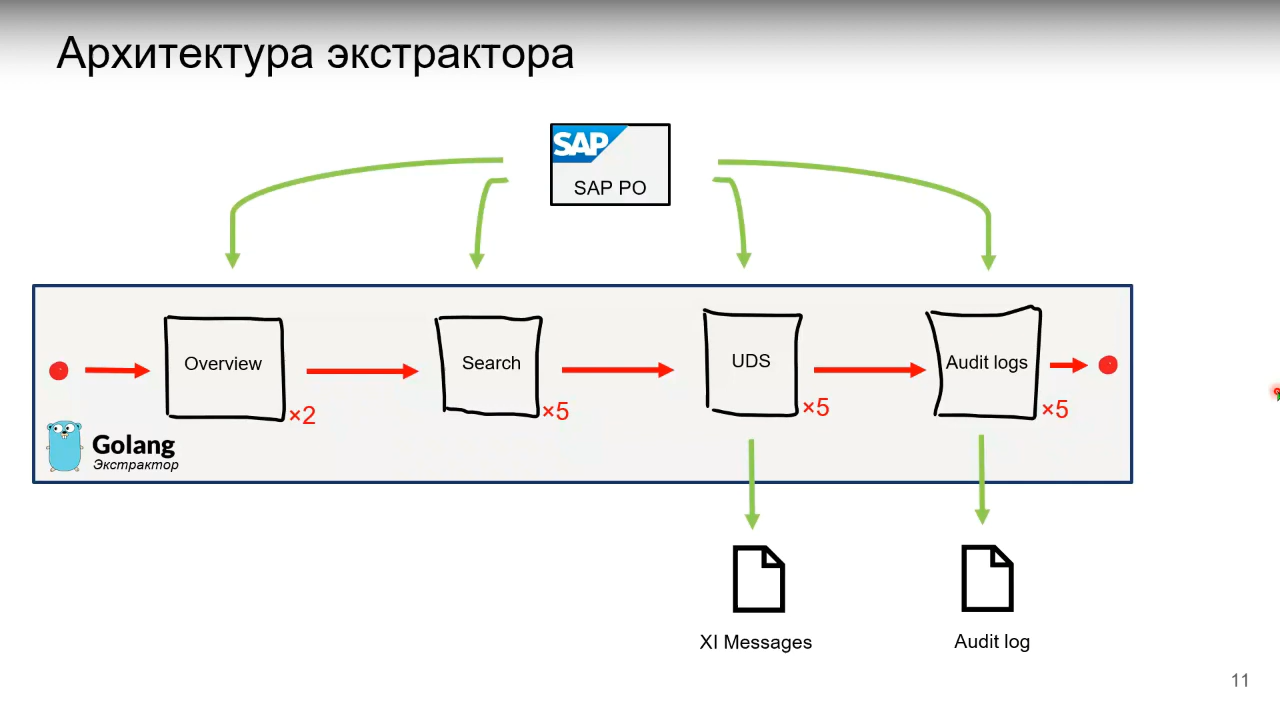 Архитектура экстрактора
SAP
SAP PO
Overview
×2
Search
×5
UDS
×5
Audit logs
×5
Golang
Экстрактор
XI Messages
Audit log
11